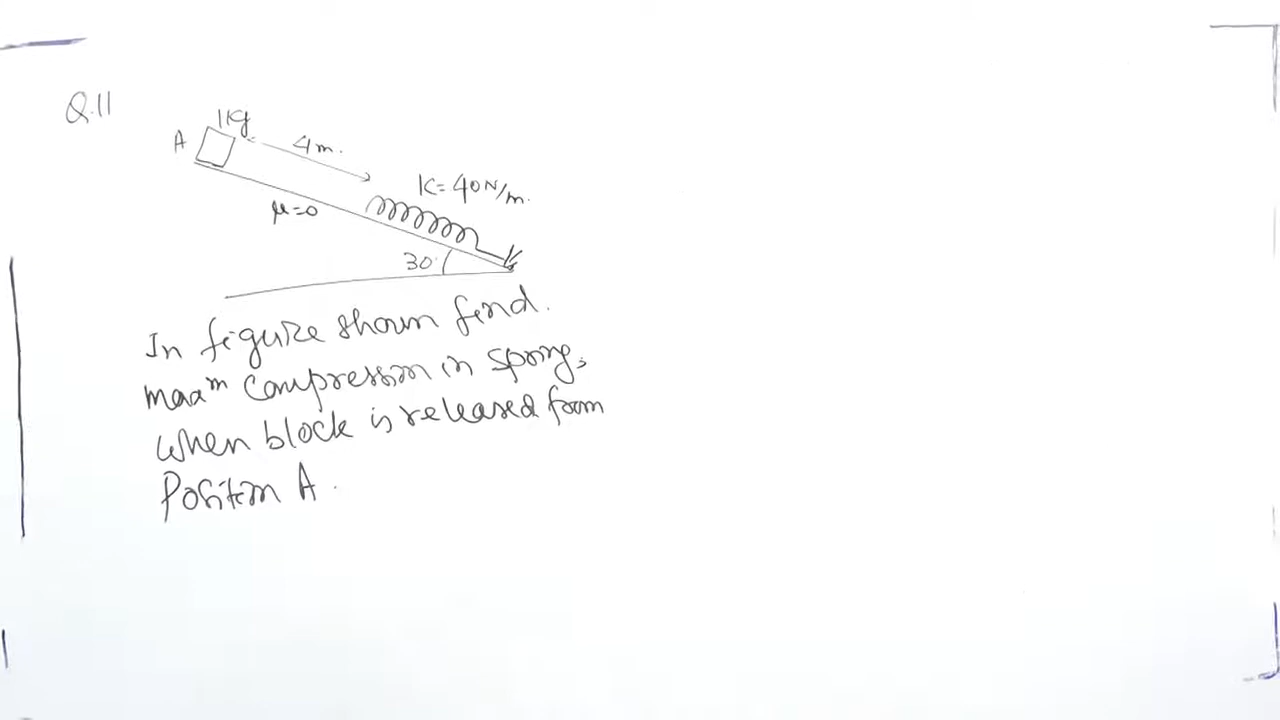 Q.11
1kg
A
4m.
K=40N/m.
μ=0
30°
In figure shown find.
maxᵐ Compression in spring,
when block is released from
Position A.